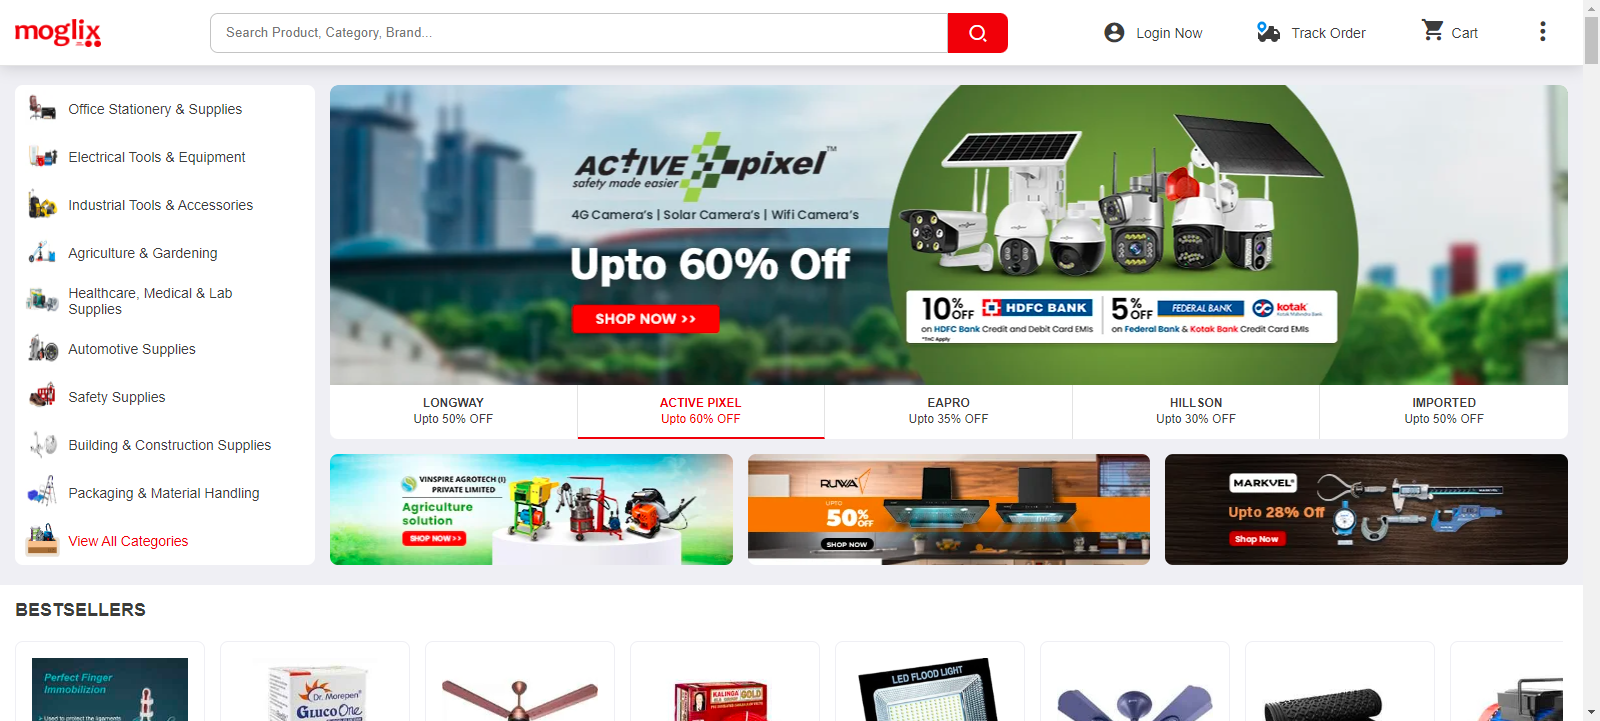 moglix
Search Product, Category, Brand...
Login Now
Track Order
Cart
Office Stationery & Supplies
Electrical Tools & Equipment
Industrial Tools & Accessories
Agriculture & Gardening
Healthcare, Medical & Lab
Supplies
Automotive Supplies
Safety Supplies
Building & Construction Supplies
Packaging & Material Handling
View All Categories
ACTIVE pixel™
safety made easier
4G Camera's | Solar Camera's | Wifi Camera's
Upto 60% Off
SHOP NOW >>
10% OFF HDFC BANK
on HDFC Bank Credit and Debit Card EMIs
*TnC Apply
5% OFF FEDERAL BANK kotak
Kotak Mahindra Bank
on Federal Bank & Kotak Bank Credit Card EMIs
LONGWAY
Upto 50% OFF
ACTIVE PIXEL
Upto 60% OFF
EAPRO
Upto 35% OFF
HILLSON
Upto 30% OFF
IMPORTED
Upto 50% OFF
VINSPIRE AGROTECH (I)
PRIVATE LIMITED
Agriculture
solution
SHOP NOW >>
RUWA
UPTO
50% OFF
SHOP NOW
MARKVEL®
Upto 28% Off
Shop Now
BESTSELLERS
Perfect Finger
Immobilizion
> Used to protect the ligaments
Dr. Morepen
GlucoOne
KALINGA GOLD
LED FLOOD LIGHT